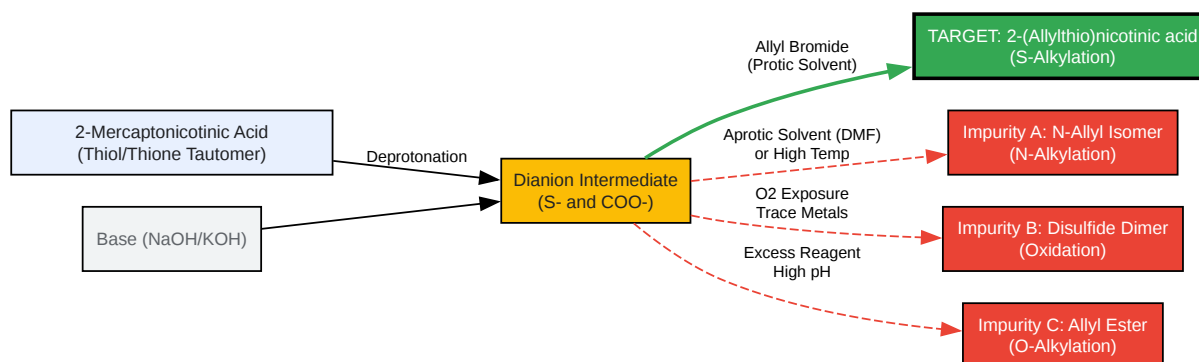 2-Mercaptonicotinic Acid
(Thiol/Thione Tautomer)
Base (NaOH/KOH)
Deprotonation
Dianion Intermediate
(S- and COO-)
Allyl Bromide
(Protic Solvent)
TARGET: 2-(Allylthio)nicotinic acid
(S-Alkylation)
Aprotic Solvent (DMF)
or High Temp
Impurity A: N-Allyl Isomer
(N-Alkylation)
O2 Exposure
Trace Metals
Impurity B: Disulfide Dimer
(Oxidation)
Excess Reagent
High pH
Impurity C: Allyl Ester
(O-Alkylation)